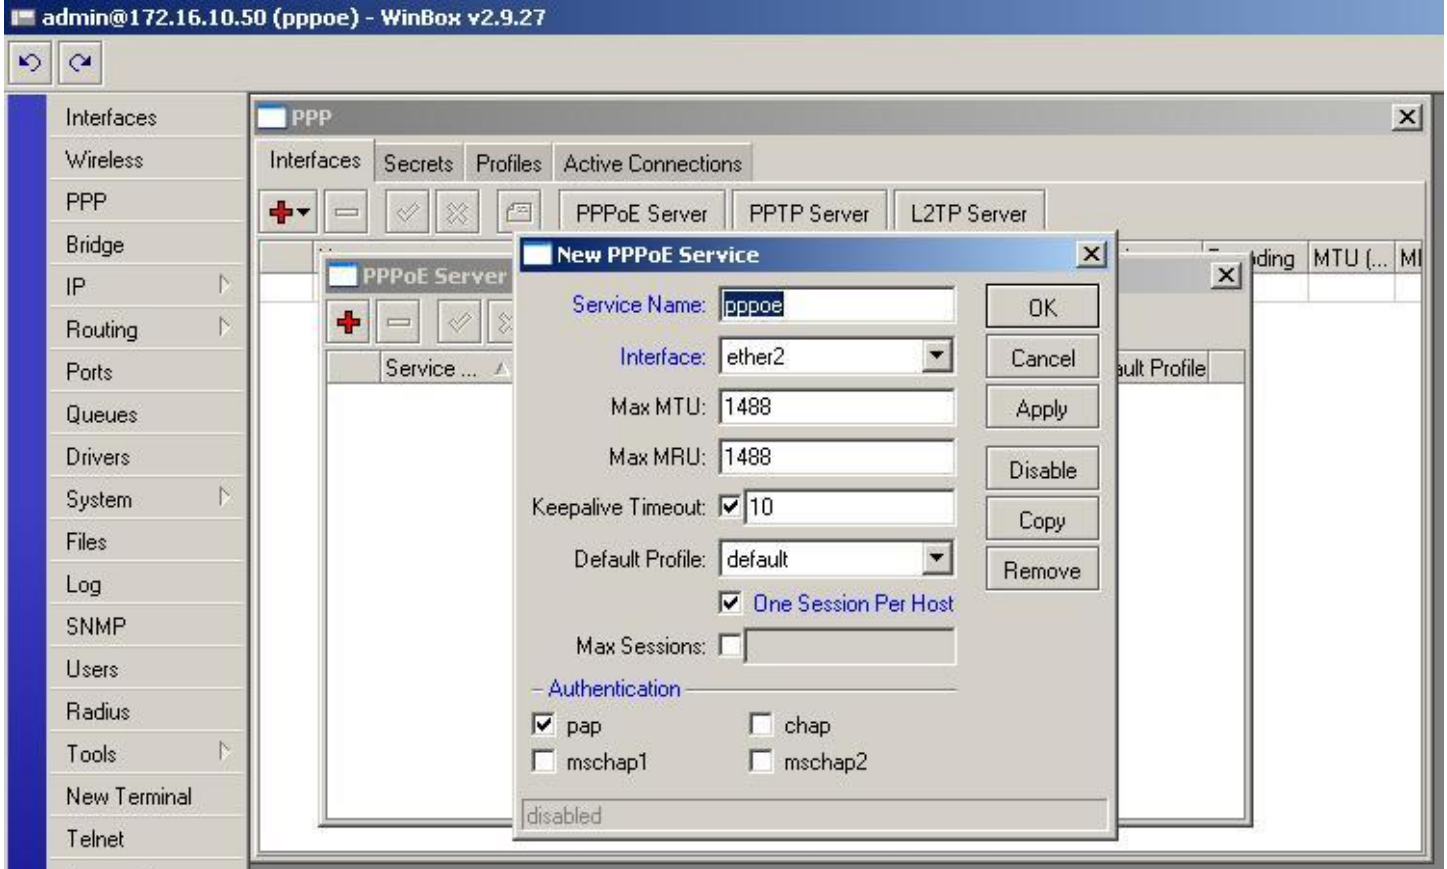 admin@172.16.10.50 (pppoe) - WinBox v2.9.27
Interfaces
Wireless
PPP
Bridge
IP
Routing
Ports
Queues
Drivers
System
Files
Log
SNMP
Users
Radius
Tools
New Terminal
Telnet
PPP
Interfaces Secrets Profiles Active Connections
PPPoE Server PPTP Server L2TP Server
MTU (...
PPPoE Server
Service ...
ault Profile
New PPPoE Service
Service Name: pppoe
Interface: ether2
Max MTU: 1488
Max MRU: 1488
Keepalive Timeout: 10
Default Profile: default
One Session Per Host
Max Sessions:
Authentication
pap chap
mschap1 mschap2
disabled
OK
Cancel
Apply
Disable
Copy
Remove